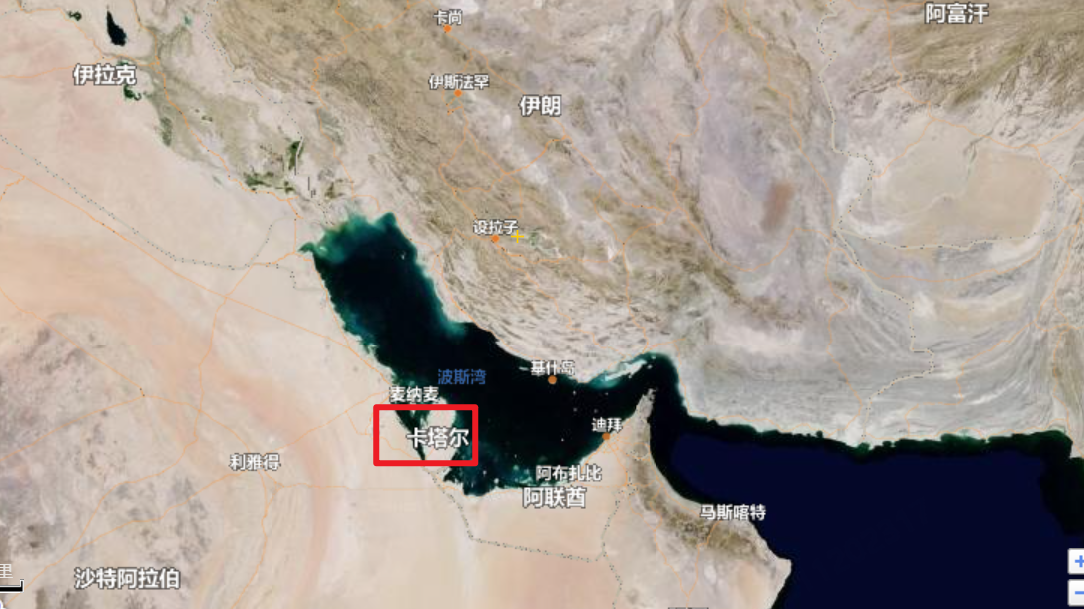 卡尚
阿富汗
伊拉克
伊斯法罕
伊朗
设拉子
基什岛
波斯湾
麦纳麦
迪拜
卡塔尔
利雅得
阿布扎比
阿联酋
马斯喀特
里
沙特阿拉伯